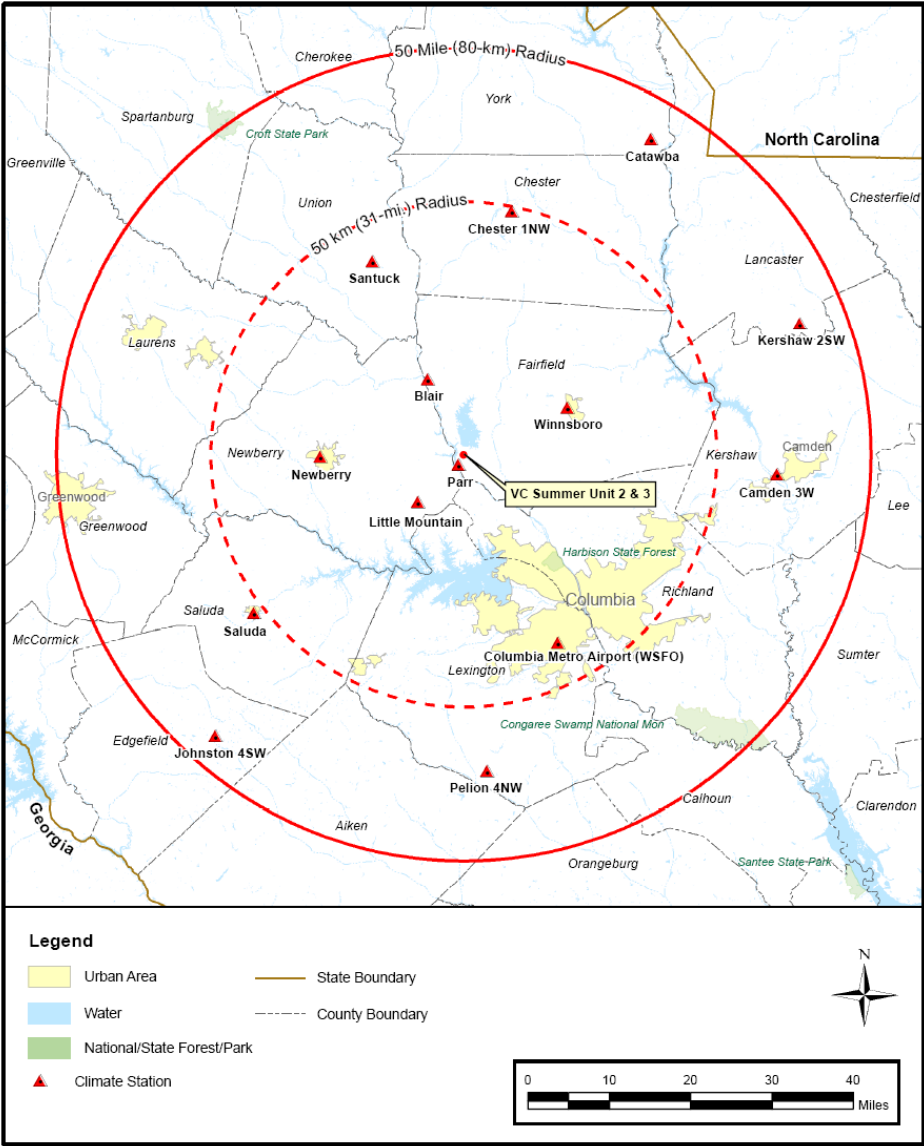 50 Mile (80-km) Radius
Cherokee
York
Spartanburg
Croft State Park
North Carolina
Catawba
Greenville
Chester
Chesterfield
Union
50 km (31-mi.) Radius
Chester 1NW
Lancaster
Santuck
Kershaw 2SW
Laurens
Fairfield
Blair
Winnsboro
Camden
Newberry
Kershaw
Newberry
Parr
Camden 3W
VC Summer Unit 2 & 3
Greenwood
Lee
Greenwood
Little Mountain
Harbison State Forest
Richland
Columbia
Saluda
Saluda
McCormick
Columbia Metro Airport (WSFO)
Sumter
Lexington
Congaree Swamp National Mon
Edgefield
Johnston 4SW
Pelion 4NW
Calhoun
Clarendon
Georgia
Aiken
Orangeburg
Santee State Park
Legend
Urban Area
State Boundary
Water
County Boundary
National/State Forest/Park
Climate Station
N
0 10 20 30 40
Miles